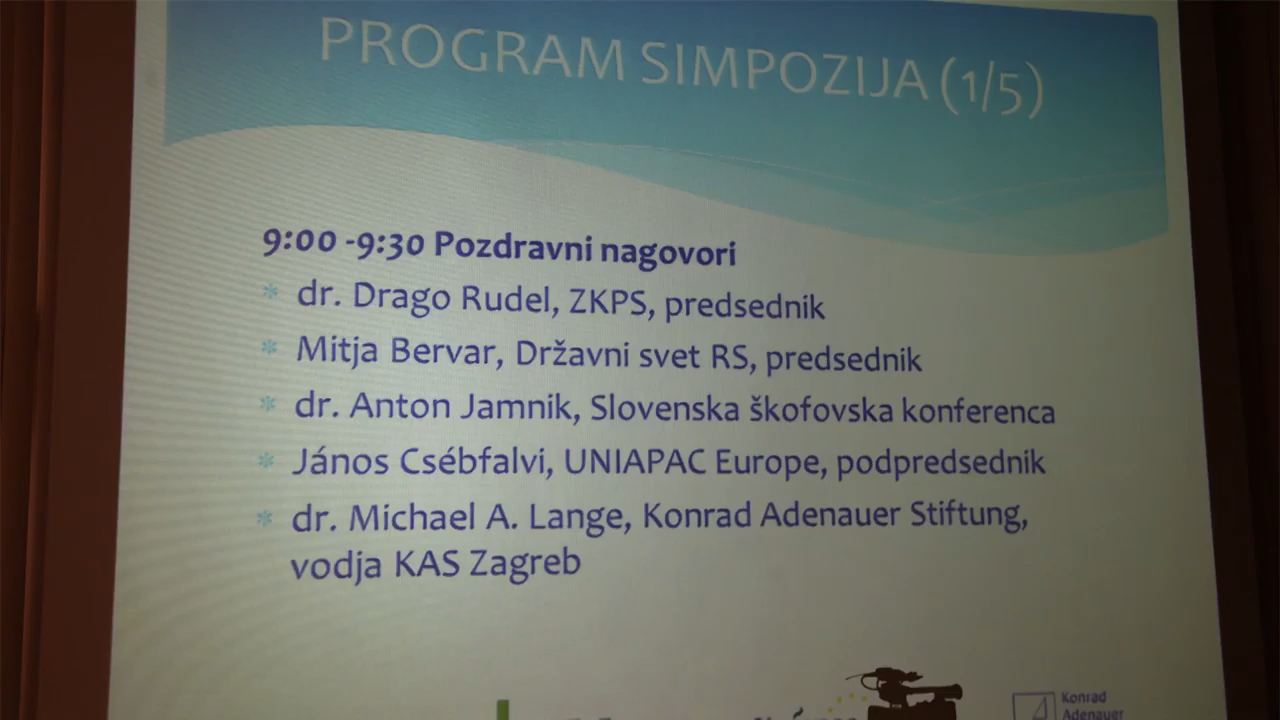 PROGRAM SIMPOZIJA (1/5)
9:00 -9:30 Pozdravni nagovori
* dr. Drago Rudel, ZKPS, predsednik
* Mitja Bervar, Državni svet RS, predsednik
* dr. Anton Jamnik, Slovenska škofovska konferenca
* János Csébfalvi, UNIAPAC Europe, podpredsednik
* dr. Michael A. Lange, Konrad Adenauer Stiftung,
vodja KAS Zagreb
Konrad
Adenauer